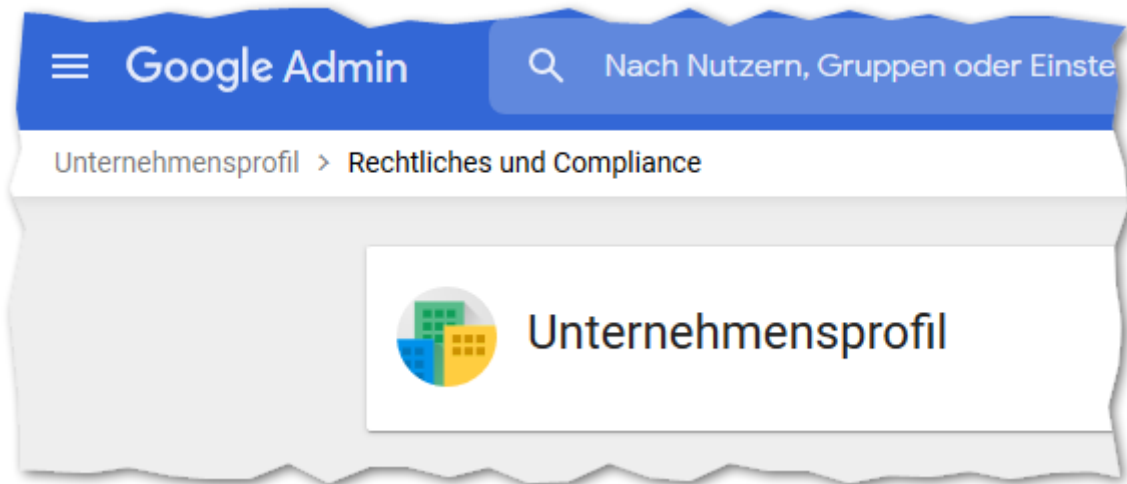 Google Admin
Nach Nutzern, Gruppen oder Einste
Unternehmensprofil > Rechtliches und Compliance
Unternehmensprofil